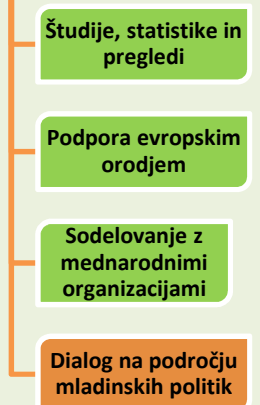 Študije, statistike in
pregledi
Podpora evropskim
orodjem
Sodelovanje z
mednarodnimi
organizacijami
Dialog na področju
mladinskih politik